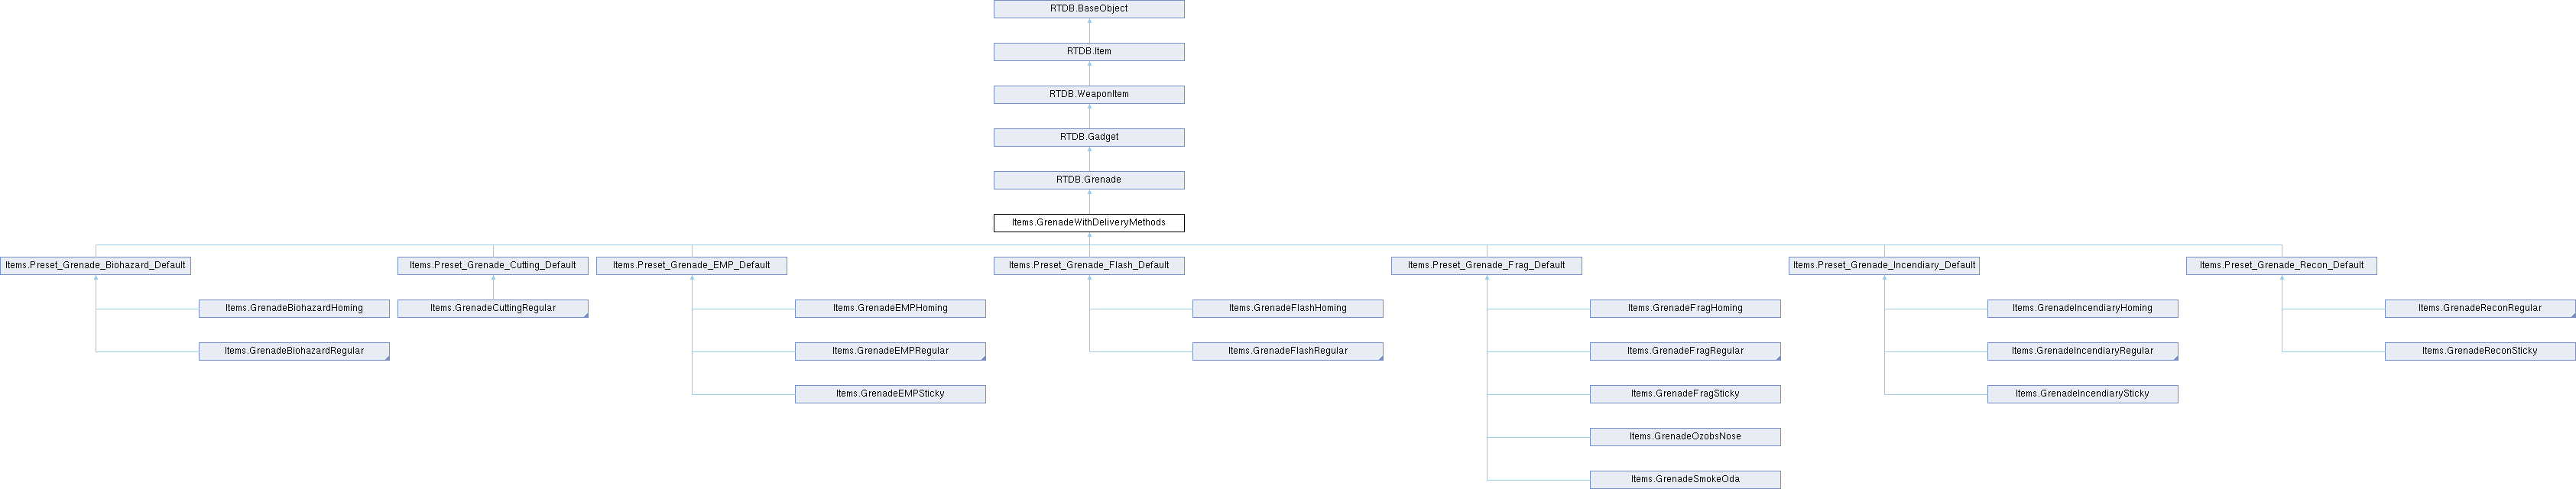 RTDB.BaseObject
RTDB.Item
RTDB.WeaponItem
RTDB.Gadget
RTDB.Grenade
Items.GrenadeWithDeliveryMethods
Items.Preset_Grenade_Biohazard_Default
Items.Preset_Grenade_Cutting_Default
Items.Preset_Grenade_EMP_Default
Items.Preset_Grenade_Flash_Default
Items.Preset_Grenade_Frag_Default
Items.Preset_Grenade_Incendiary_Default
Items.Preset_Grenade_Recon_Default
Items.GrenadeBiohazardHoming
Items.GrenadeCuttingRegular
Items.GrenadeEMPHoming
Items.GrenadeFlashHoming
Items.GrenadeFragHoming
Items.GrenadeIncendiaryHoming
Items.GrenadeReconRegular
Items.GrenadeBiohazardRegular
Items.GrenadeEMPRegular
Items.GrenadeFlashRegular
Items.GrenadeFragRegular
Items.GrenadeIncendiaryRegular
Items.GrenadeReconSticky
Items.GrenadeEMPSticky
Items.GrenadeFragSticky
Items.GrenadeIncendiarySticky
Items.GrenadeOzobsNose
Items.GrenadeSmokeOda